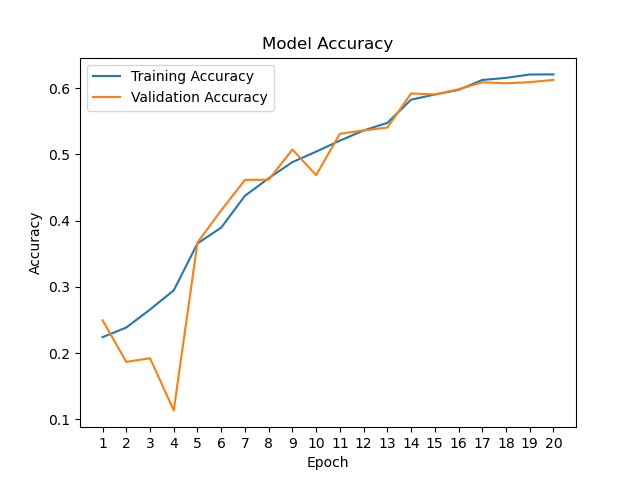 Model Accuracy
Training Accuracy
Validation Accuracy
0.6
0.5
0.4
0.3
0.2
0.1
Accuracy
1 2 3 4 5 6 7 8 9 10 11 12 13 14 15 16 17 18 19 20
Epoch